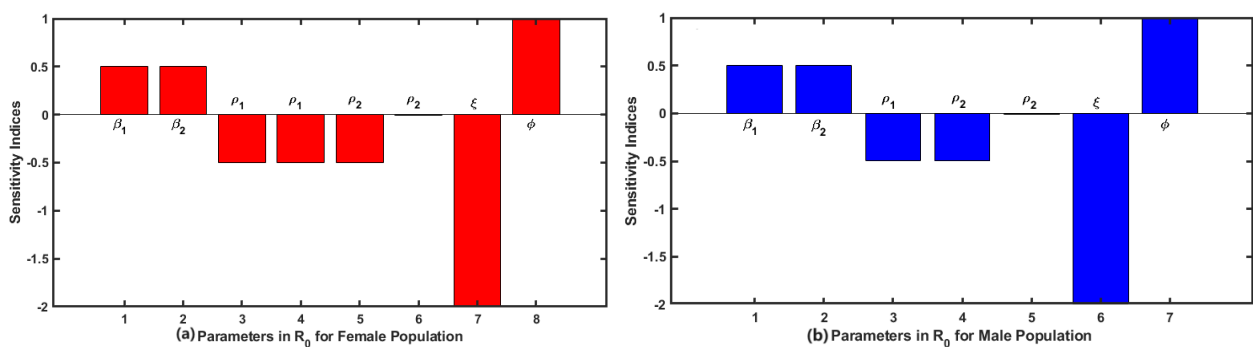 1
0.5
0
-0.5
-1
-1.5
-2
Sensitivity Indices
β1
β2
ρ1
ρ1
ρ2
ρ2
ξ
ϕ
1 2 3 4 5 6 7 8
(a) Parameters in R0 for Female Population
1
0.5
0
-0.5
-1
-1.5
-2
Sensitivity Indices
β1
β2
ρ1
ρ2
ρ2
ξ
ϕ
1 2 3 4 5 6 7
(b) Parameters in R0 for Male Population